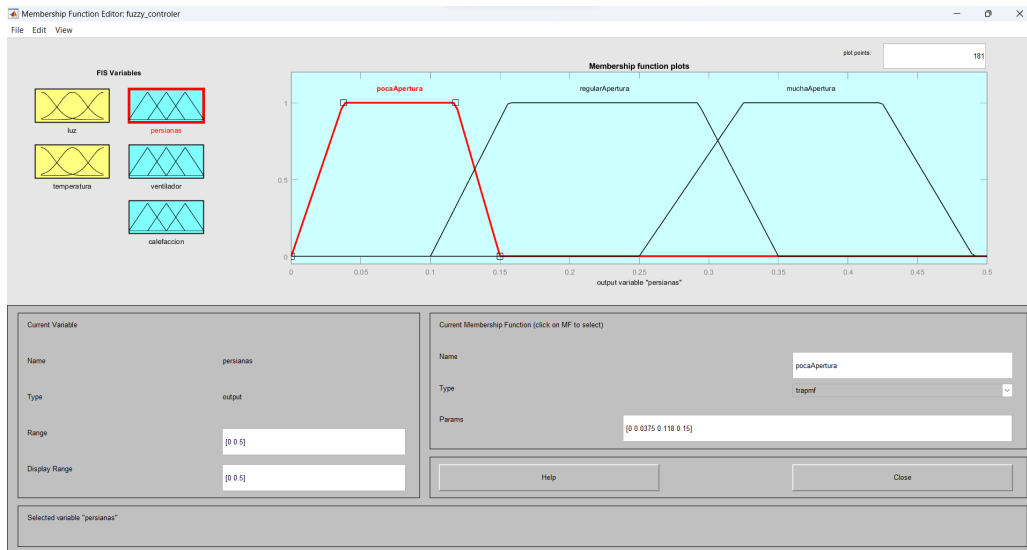 Membership Function Editor: fuzzy_controler
File Edit View
FIS Variables
luz
persianas
temperatura
ventilador
calefaccion
plot points:
181
Membership function plots
pocaApertura
regularApertura
muchaApertura
1
0.5
0
0 0.05 0.1 0.15 0.2 0.25 0.3 0.35 0.4 0.45 0.5
output variable "persianas"
Current Variable
Name persianas
Type output
Range [0 0.5]
Display Range [0 0.5]
Current Membership Function (click on MF to select)
Name pocaApertura
Type trapmf
Params [0 0.0375 0.118 0.15]
Help Close
Selected variable "persianas"